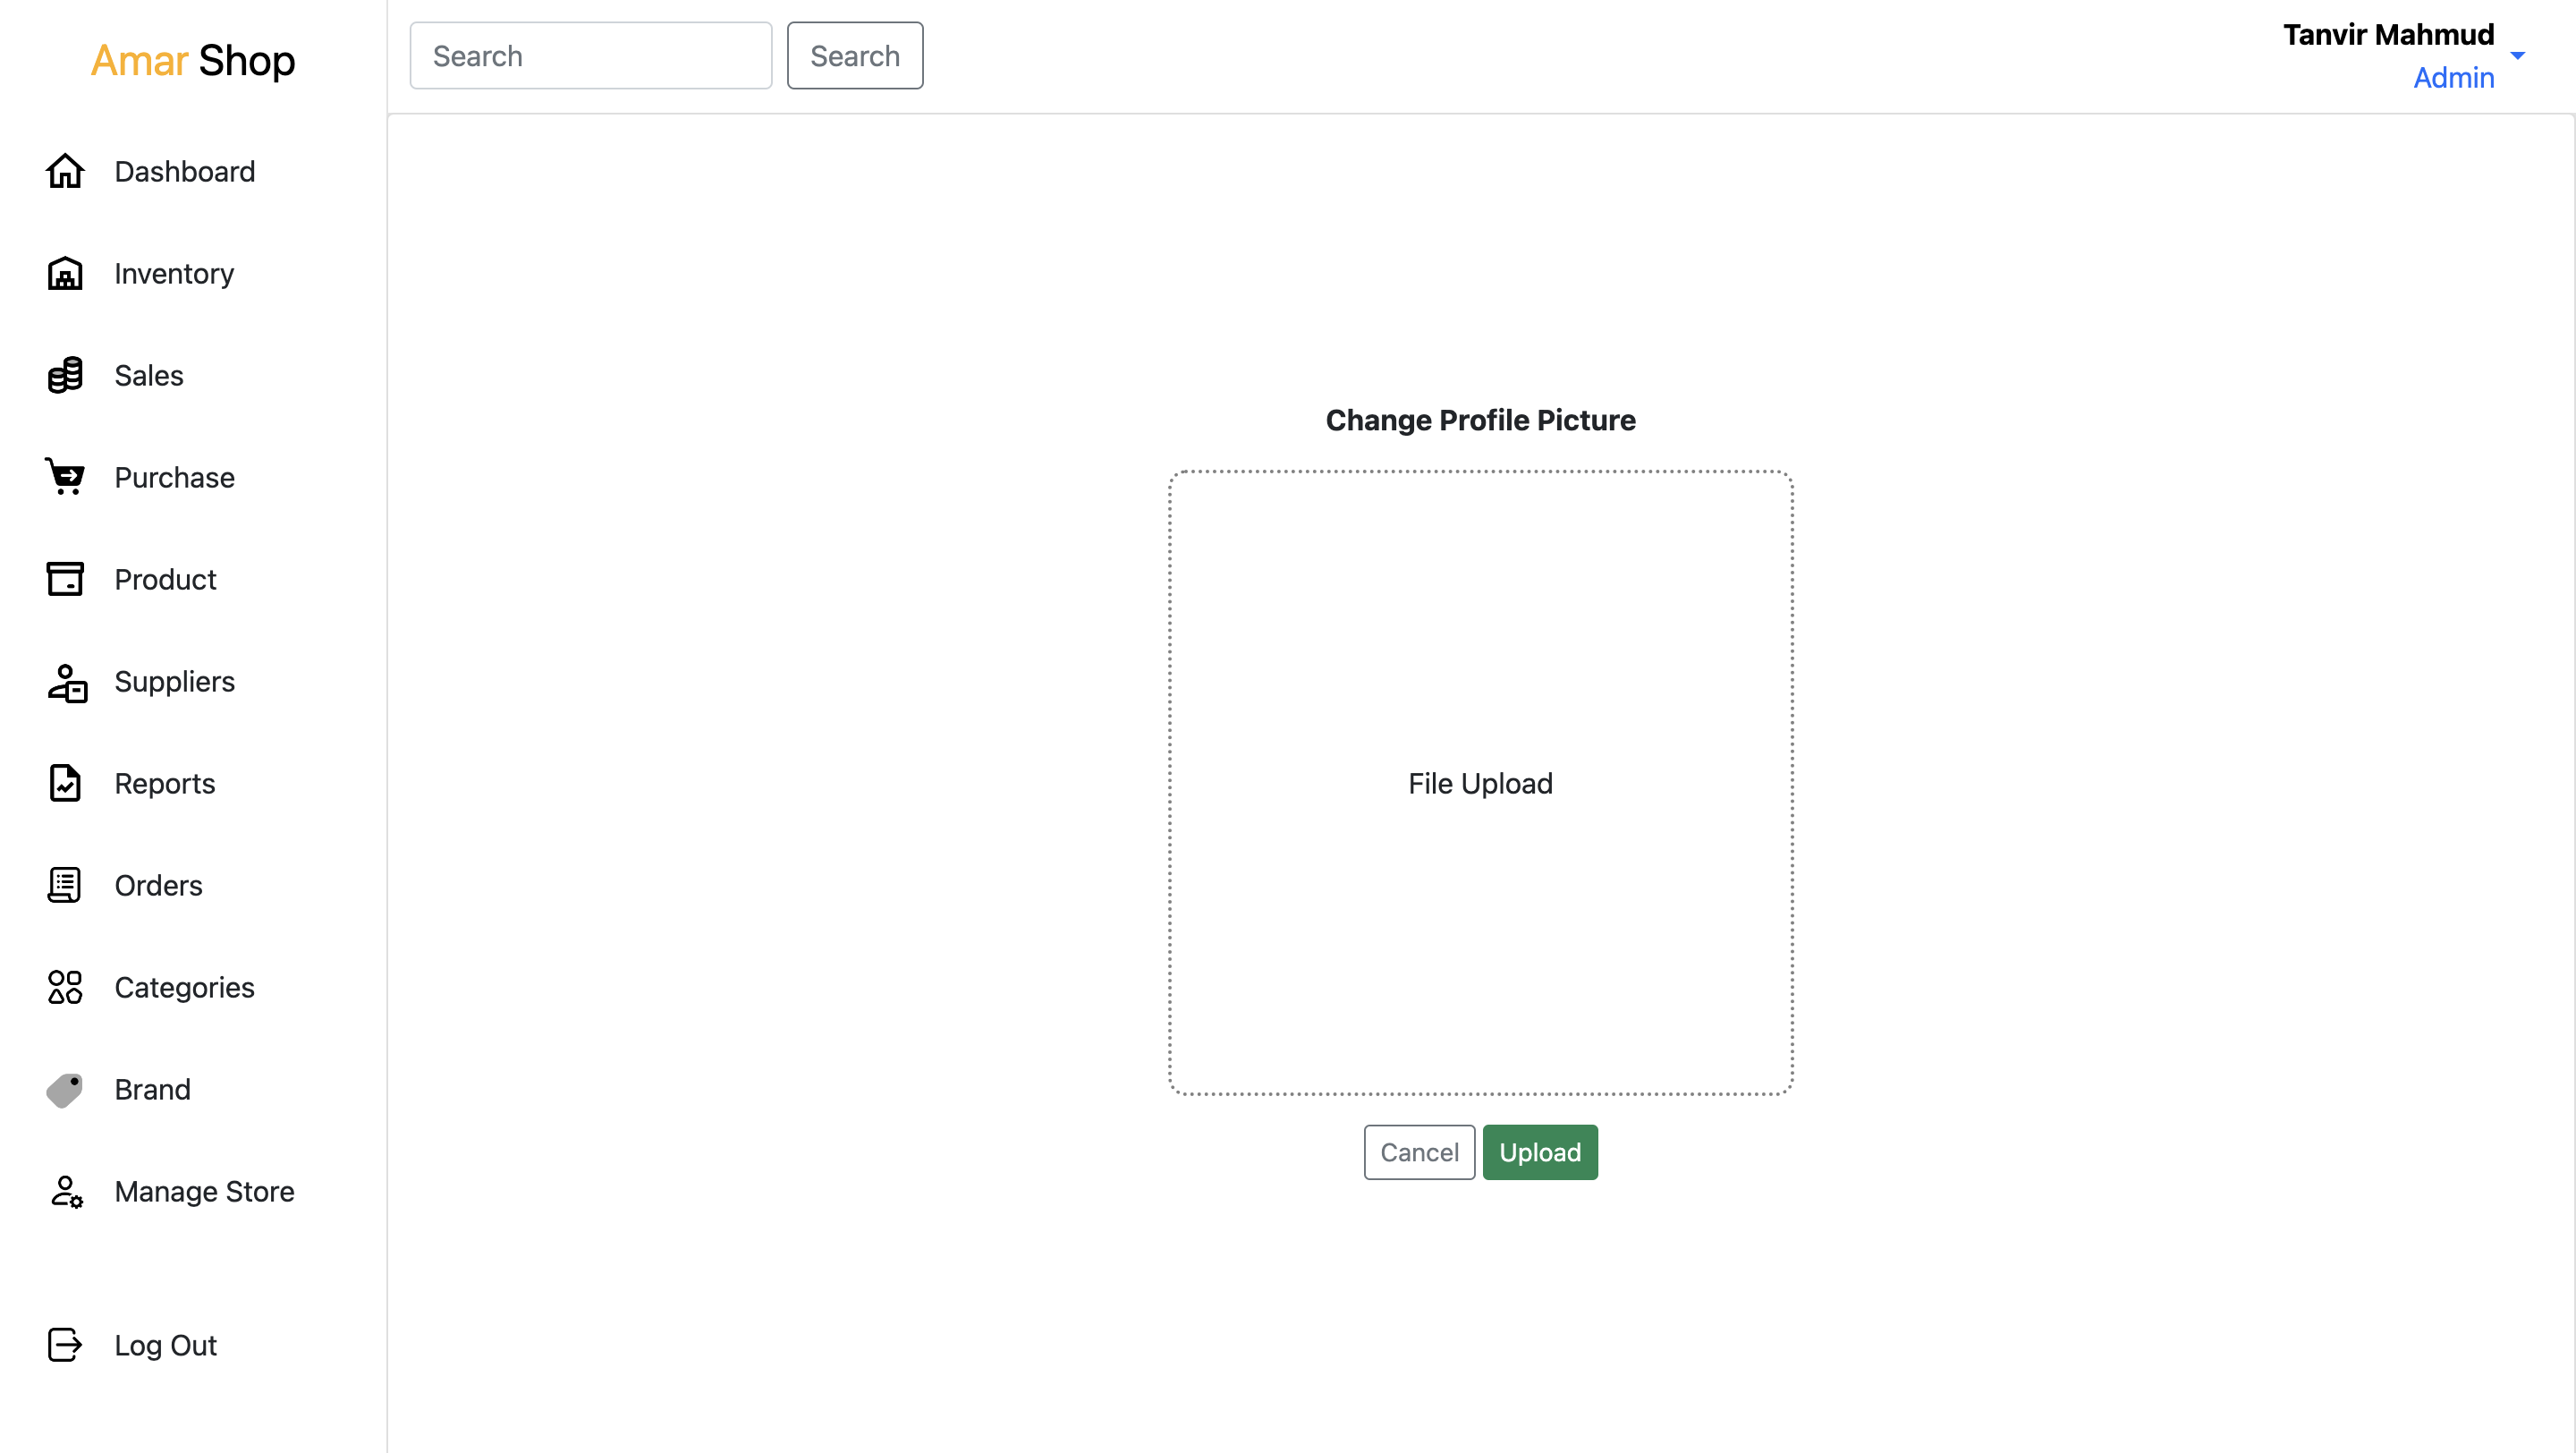 Amar Shop
Search
Search
Tanvir Mahmud
Admin
Dashboard
Inventory
Sales
Purchase
Product
Suppliers
Reports
Orders
Categories
Brand
Manage Store
Log Out
Change Profile Picture
File Upload
Cancel
Upload